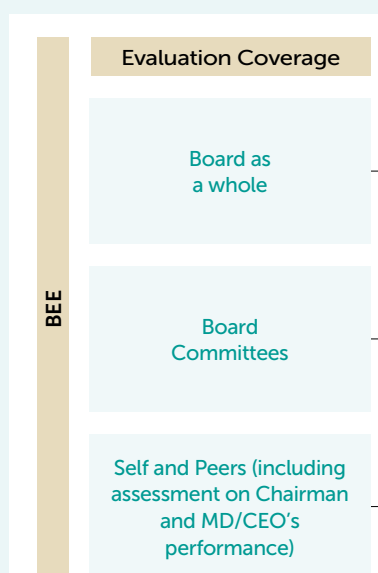 Evaluation Coverage
BEE
Board as
a whole
Board
Committees
Self and Peers (including
assessment on Chairman
and MD/CEO's
performance)